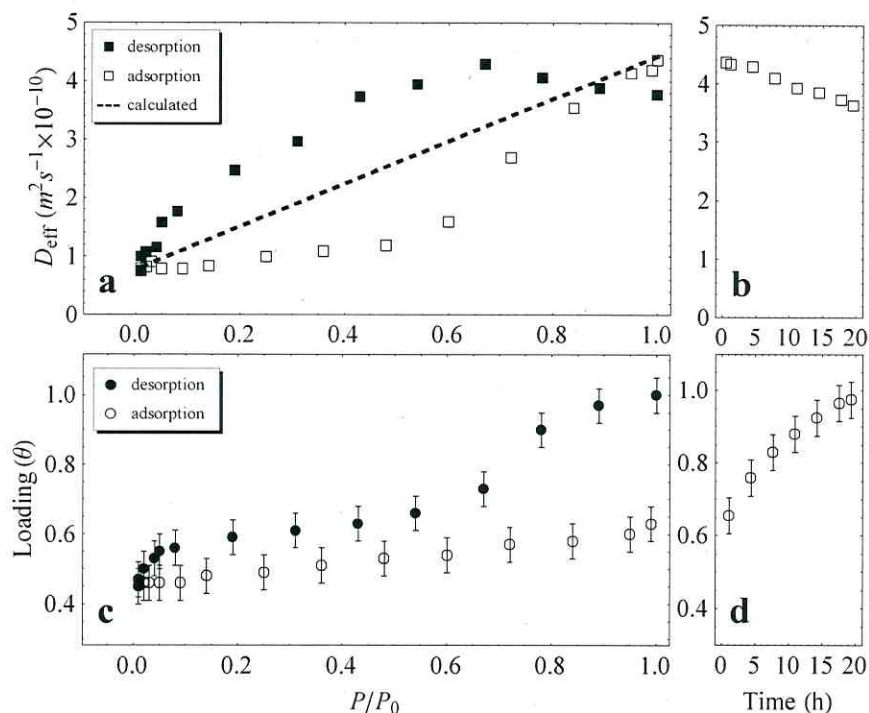 desorption
adsorption
calculated
D_eff (m²s⁻¹×10⁻¹⁰)
5
4
3
2
1
0
a
0.0 0.2 0.4 0.6 0.8 1.0
5
4
3
2
1
0
b
0 5 10 15 20
desorption
adsorption
Loading (θ)
1.0
0.8
0.6
0.4
c
0.0 0.2 0.4 0.6 0.8 1.0
P/P₀
1.0
0.8
0.6
0.4
d
0 5 10 15 20
Time (h)